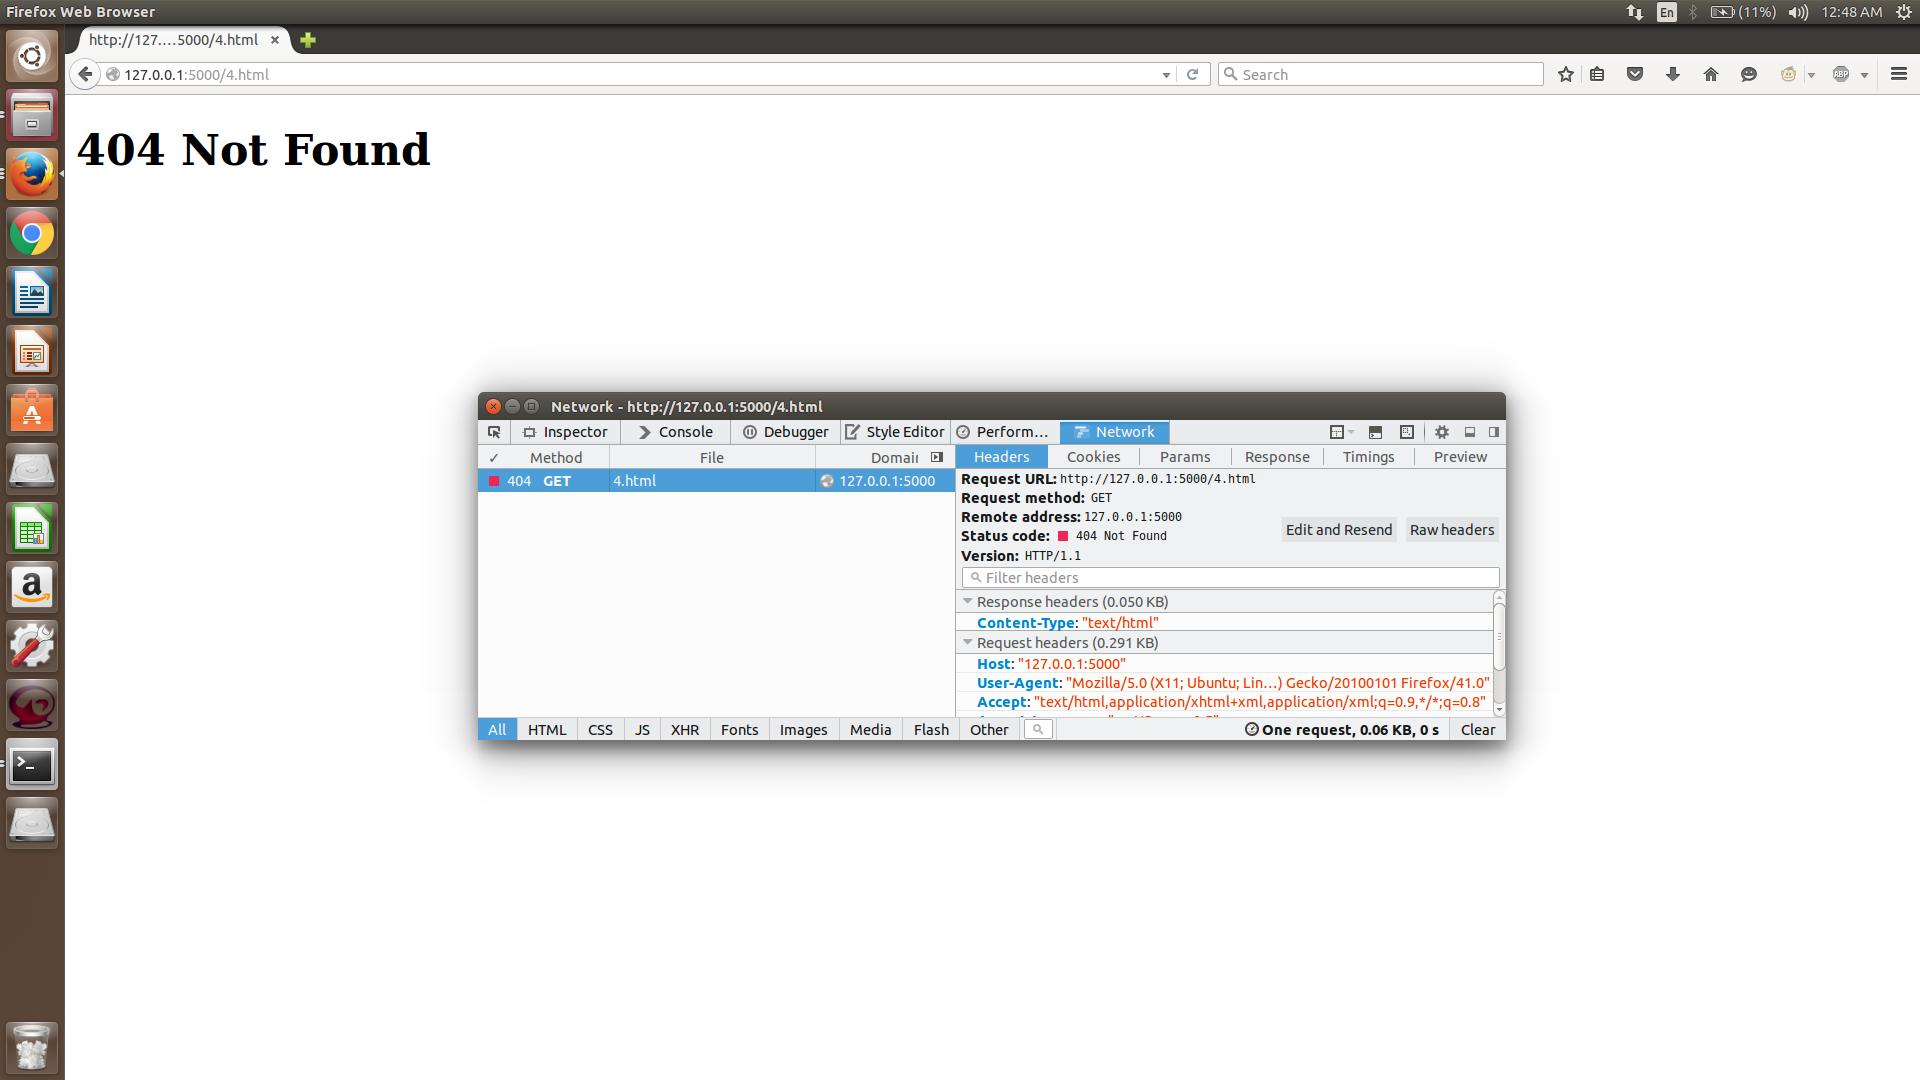 Firefox Web Browser
En
(11%)
12:48 AM
http://127....5000/4.html
127.0.0.1:5000/4.html
Search
ABP
404 Not Found
Network - http://127.0.0.1:5000/4.html
Inspector
Console
Debugger
Style Editor
Perform...
Network
✓ Method File Domai
Headers Cookies Params Response Timings Preview
404 GET 4.html 127.0.0.1:5000
Request URL: http://127.0.0.1:5000/4.html
Request method: GET
Remote address: 127.0.0.1:5000
Status code: 404 Not Found
Version: HTTP/1.1
Edit and Resend
Raw headers
Filter headers
Response headers (0.050 KB)
Content-Type: "text/html"
Request headers (0.291 KB)
Host: "127.0.0.1:5000"
User-Agent: "Mozilla/5.0 (X11; Ubuntu; Lin...) Gecko/20100101 Firefox/41.0"
Accept: "text/html,application/xhtml+xml,application/xml;q=0.9,*/*;q=0.8"
All HTML CSS JS XHR Fonts Images Media Flash Other
One request, 0.06 KB, 0 s
Clear